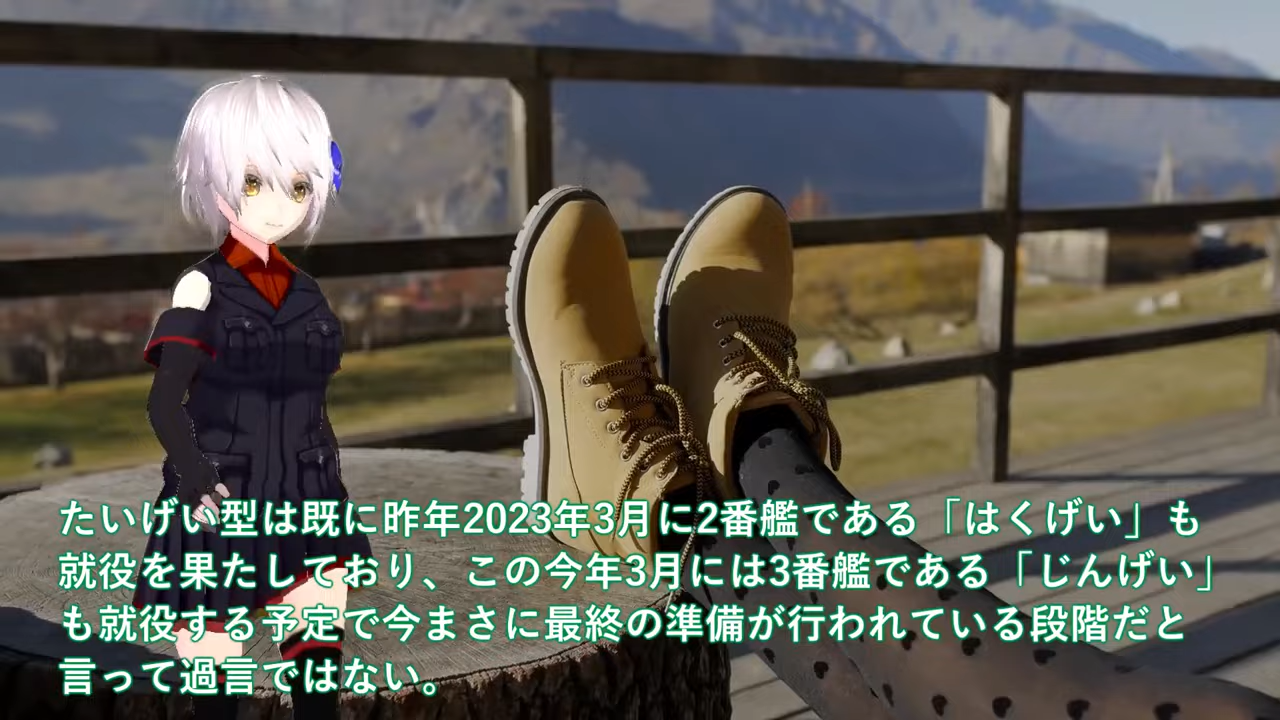 たいげい型は既に昨年2023年3月に2番艦である「はくげい」も
就役を果たしており、この今年3月には3番艦である「じんげい」
も就役する予定で今まさに最終の準備が行われている段階だと
言って過言ではない。